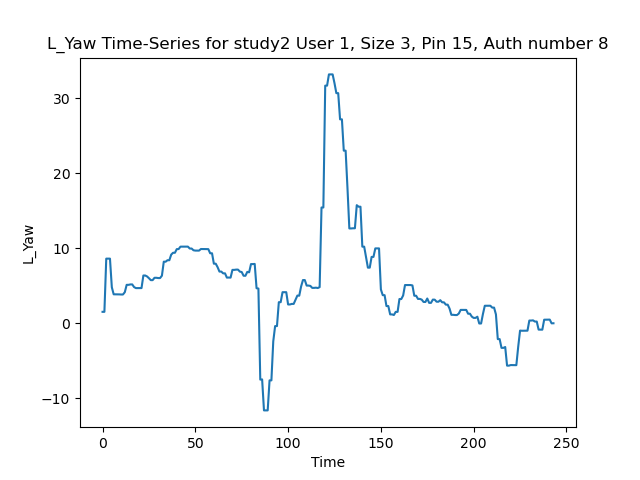 L_Yaw Time-Series for study2 User 1, Size 3, Pin 15, Auth number 8
30
20
10
0
−10
L_Yaw
0 50 100 150 200 250
Time